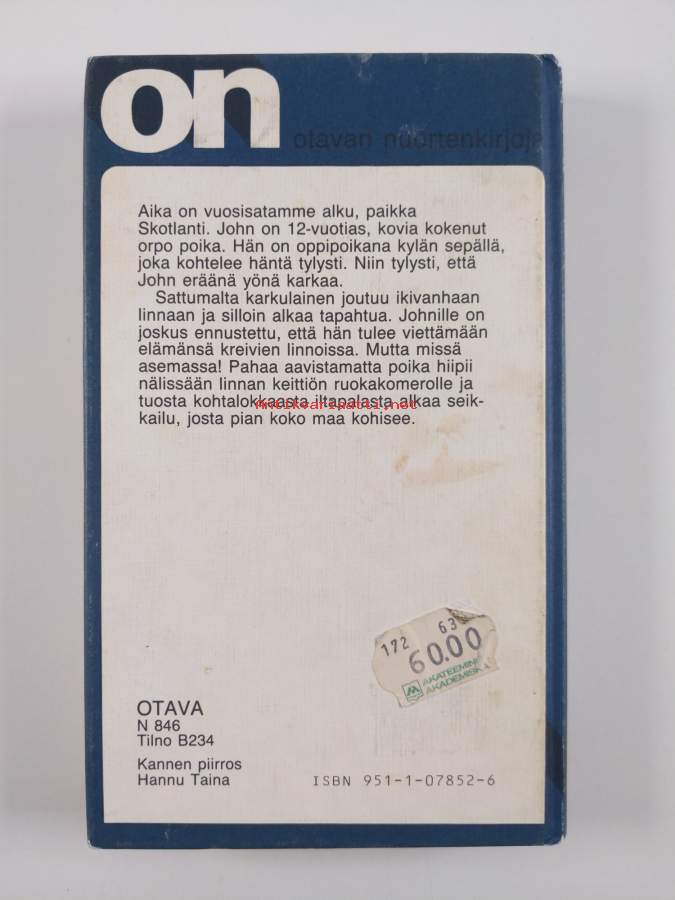 on
otavan nuortenkirjoja
Aika on vuosisatamme alku, paikka
Skotlanti. John on 12-vuotias, kovia kokenut
orpo poika. Hän on oppipoikana kylän sepällä,
joka kohtelee häntä tylysti. Niin tylysti, että
John eräänä yönä karkaa.
Sattumalta karkulainen joutuu ikivanhaan
linnaan ja silloin alkaa tapahtua. Johnille on
joskus ennustettu, että hän tulee viettämään
elämänsä kreivien linnoissa. Mutta missä
asemassa! Pahaa aavistamatta poika hiipii
nälissään linnan keittiön ruokakomerolle ja
tuosta kohtalokkaasta iltapalasta alkaa seik-
kailu, josta pian koko maa kohisee.
Antikvariaatti.net
172 63
60.00
AKATEEMIN
AKADEMISK
OTAVA
N 846
Tilno B234
Kannen piirros
Hannu Taina
ISBN 951-1-07852-6